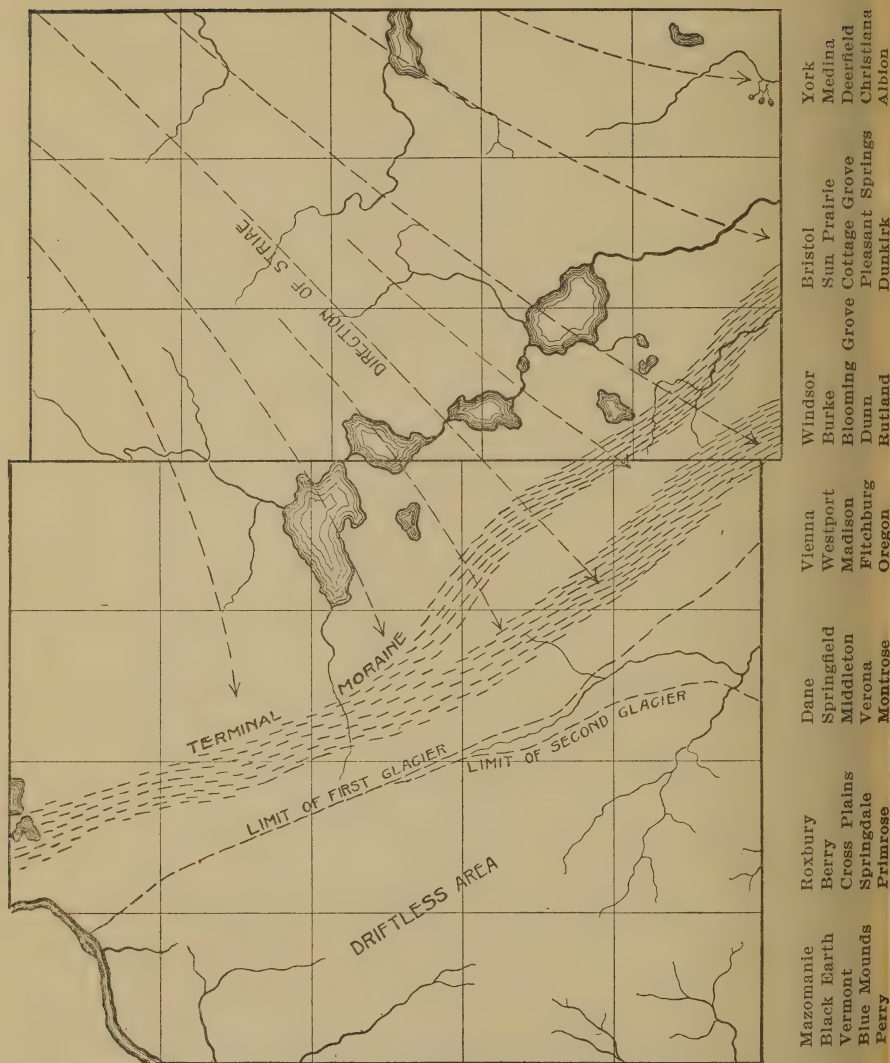 DIRECTION OF STRIAE
TERMINAL MORAINE
LIMIT OF FIRST GLACIER
LIMIT OF SECOND GLACIER
DRIFTLESS AREA
Mazomanie
Black Earth
Vermont
Blue Mounds
Perry
Roxbury
Berry
Cross Plains
Springdale
Primrose
Dane
Springfield
Middleton
Verona
Montrose
Vienna
Westport
Madison
Fitchburg
Oregon
Windsor
Burke
Blooming Grove
Dunn
Rutland
Bristol
Sun Prairie
Cottage Grove
Pleasant Springs
Dunkirk
York
Medina
Deerfield
Christiana
Albion